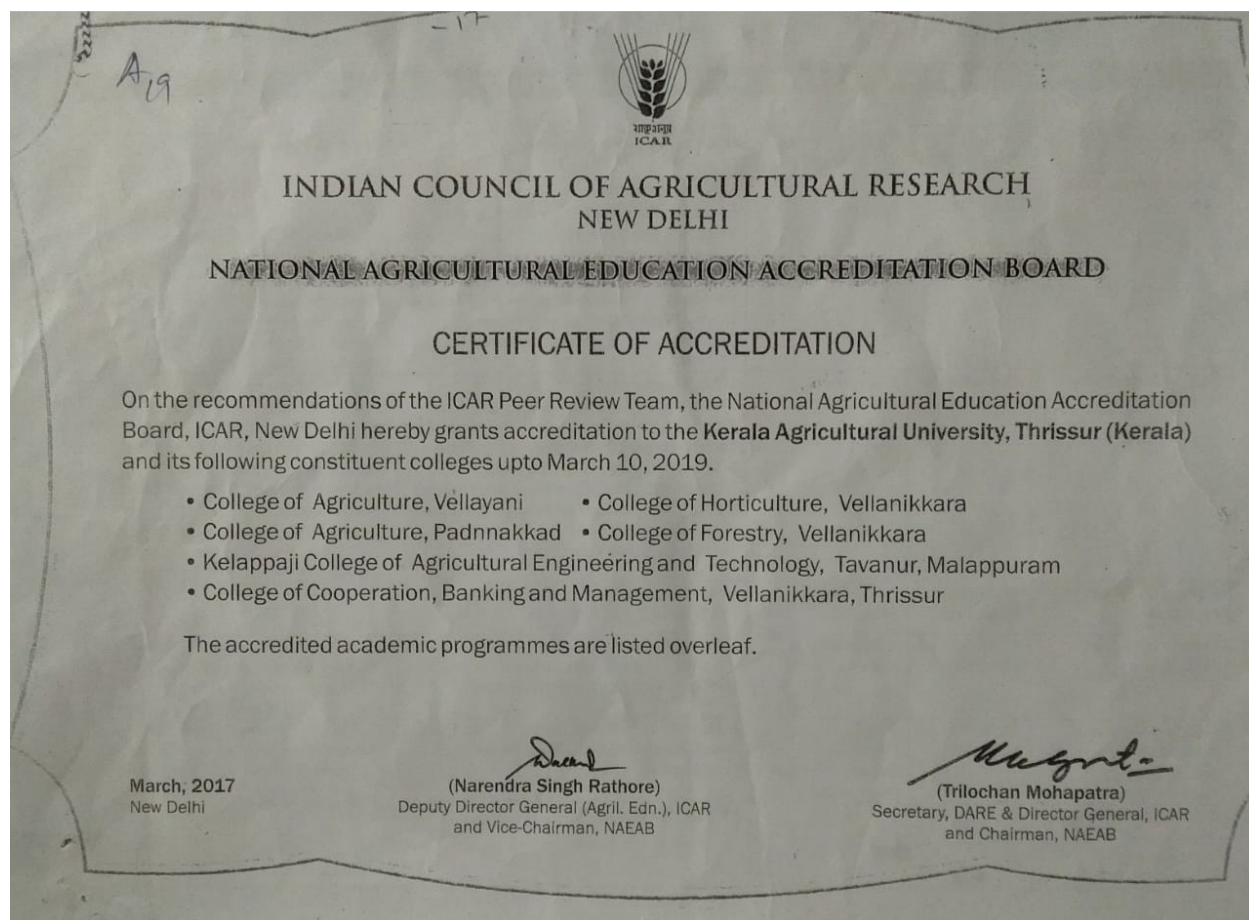 - 17
A19
भाकृअनुप
ICAR
INDIAN COUNCIL OF AGRICULTURAL RESEARCH
NEW DELHI
NATIONAL AGRICULTURAL EDUCATION ACCREDITATION BOARD
CERTIFICATE OF ACCREDITATION
On the recommendations of the ICAR Peer Review Team, the National Agricultural Education Accreditation
Board, ICAR, New Delhi hereby grants accreditation to the Kerala Agricultural University, Thrissur (Kerala)
and its following constituent colleges upto March 10, 2019.
• College of Agriculture, Vellayani • College of Horticulture, Vellanikkara
• College of Agriculture, Padnnakkad • College of Forestry, Vellanikkara
• Kelappaji College of Agricultural Engineering and Technology, Tavanur, Malappuram
• College of Cooperation, Banking and Management, Vellanikkara, Thrissur
The accredited academic programmes are listed overleaf.
March, 2017
New Delhi
(Narendra Singh Rathore)
Deputy Director General (Agril. Edn.), ICAR
and Vice-Chairman, NAEAB
(Trilochan Mohapatra)
Secretary, DARE & Director General, ICAR
and Chairman, NAEAB